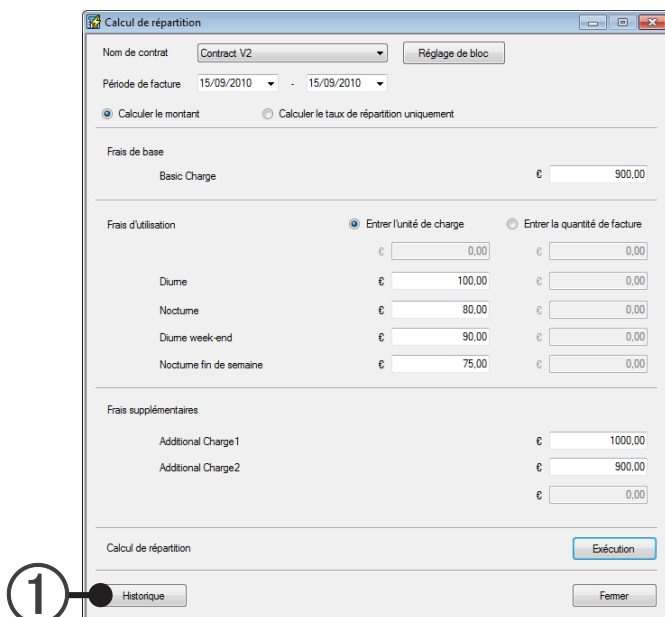 Calcul de répartition
Nom de contrat Contract V2 Réglage de bloc
Période de facture 15/09/2010 - 15/09/2010
Calculer le montant Calculer le taux de répartition uniquement
Frais de base
Basic Charge € 900,00
Frais d'utilisation Entrer l'unité de charge Entrer la quantité de facture
€ 0,00 € 0,00
Diurne € 100,00 € 0,00
Nocturne € 80,00 € 0,00
Diurne week-end € 90,00 € 0,00
Nocturne fin de semaine € 75,00 € 0,00
Frais supplémentaires
Additional Charge1 € 1000,00
Additional Charge2 € 900,00
€ 0,00
Calcul de répartition Exécution
1 Historique Fermer